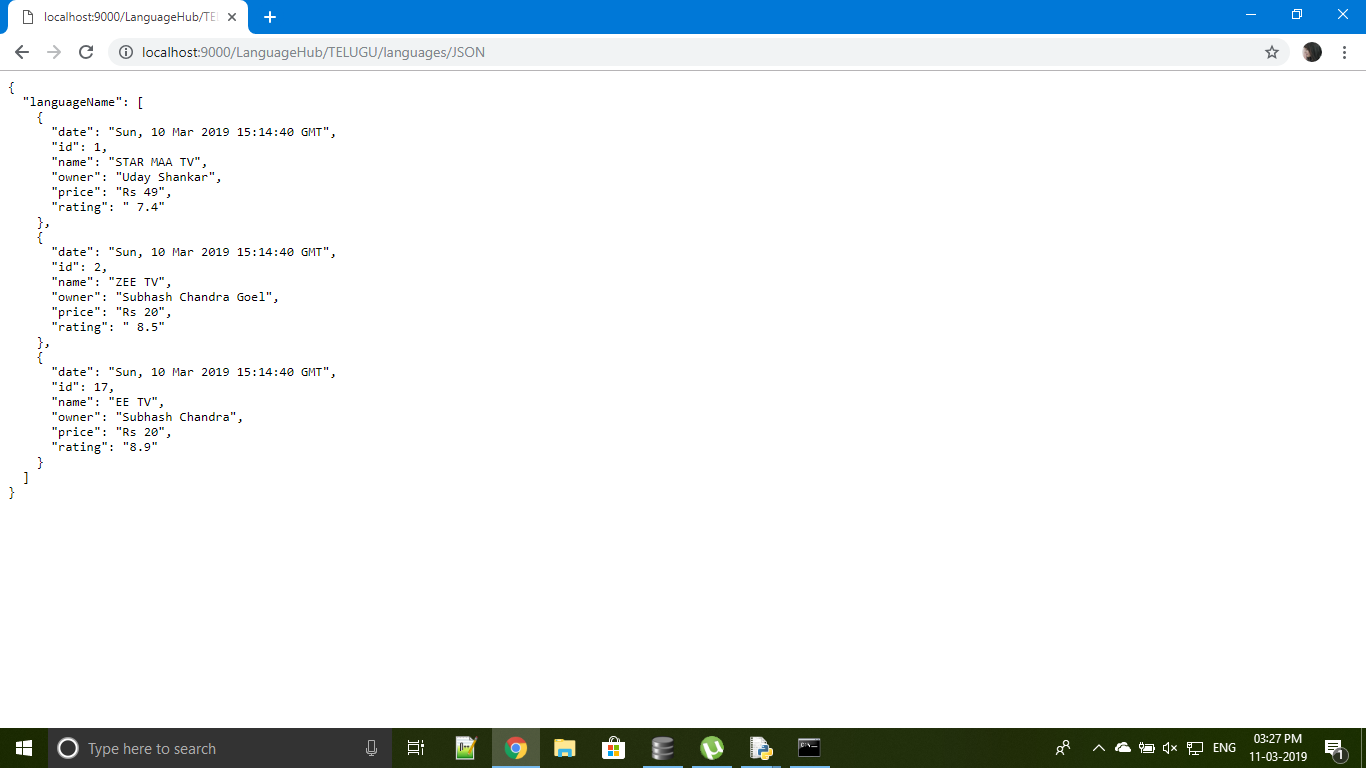 localhost:9000/LanguageHub/TE
localhost:9000/LanguageHub/TELUGU/languages/JSON
{
  "languageName": [
    {
      "date": "Sun, 10 Mar 2019 15:14:40 GMT",
      "id": 1,
      "name": "STAR MAA TV",
      "owner": "Uday Shankar",
      "price": "Rs 49",
      "rating": " 7.4"
    },
    {
      "date": "Sun, 10 Mar 2019 15:14:40 GMT",
      "id": 2,
      "name": "ZEE TV",
      "owner": "Subhash Chandra Goel",
      "price": "Rs 20",
      "rating": " 8.5"
    },
    {
      "date": "Sun, 10 Mar 2019 15:14:40 GMT",
      "id": 17,
      "name": "EE TV",
      "owner": "Subhash Chandra",
      "price": "Rs 20",
      "rating": "8.9"
    }
  ]
}
Type here to search
ENG
03:27 PM
11-03-2019
1